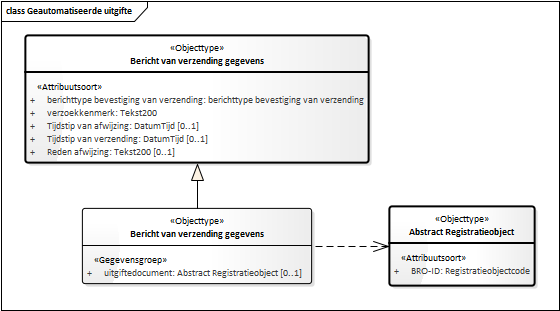 class Geautomatiseerde uitgifte
«Objecttype»
Bericht van verzending gegevens
«Attribuutsoort»
+ berichttype bevestiging van verzending: berichttype bevestiging van verzending
+ verzoekkenmerk: Tekst200
+ Tijdstip van afwijzing: DatumTijd [0..1]
+ Tijdstip van verzending: DatumTijd [0..1]
+ Reden afwijzing: Tekst200 [0..1]
«Objecttype»
Bericht van verzending gegevens
«Gegevensgroep»
+ uitgiftedocument: Abstract Registratieobject [0..1]
«Objecttype»
Abstract Registratieobject
«Attribuutsoort»
+ BRO-ID: Registratieobjectcode